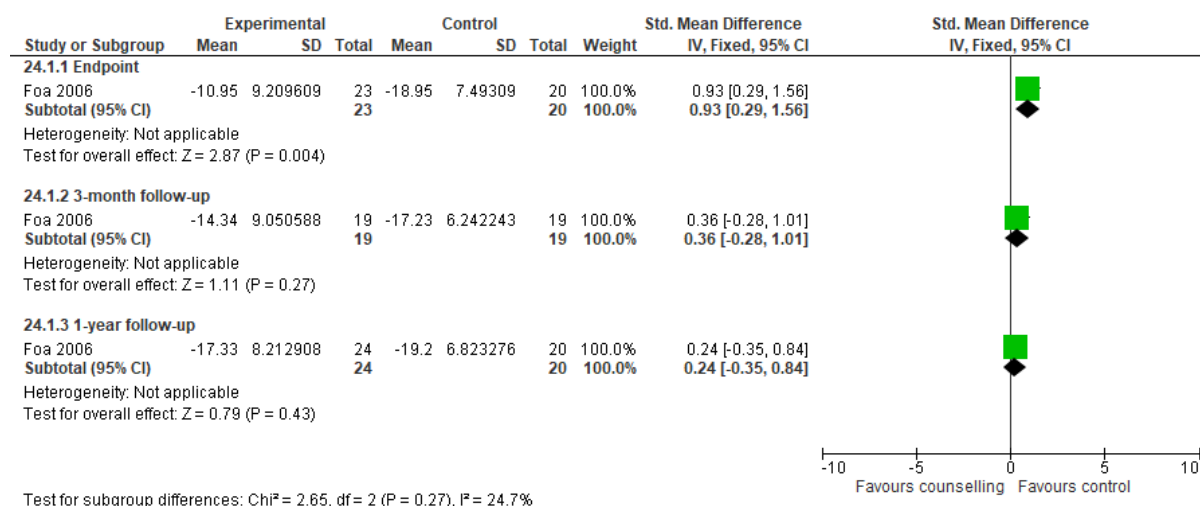 Experimental Control Std. Mean Difference Std. Mean Difference
Study or Subgroup Mean SD Total Mean SD Total Weight IV, Fixed, 95% CI IV, Fixed, 95% CI
24.1.1 Endpoint
Foa 2006 -10.95 9.209609 23 -18.95 7.49309 20 100.0% 0.93 [0.29, 1.56]
Subtotal (95% CI) 23 20 100.0% 0.93 [0.29, 1.56]
Heterogeneity: Not applicable
Test for overall effect: Z = 2.87 (P = 0.004)
24.1.2 3-month follow-up
Foa 2006 -14.34 9.050588 19 -17.23 6.242243 19 100.0% 0.36 [-0.28, 1.01]
Subtotal (95% CI) 19 19 100.0% 0.36 [-0.28, 1.01]
Heterogeneity: Not applicable
Test for overall effect: Z = 1.11 (P = 0.27)
24.1.3 1-year follow-up
Foa 2006 -17.33 8.212908 24 -19.2 6.823276 20 100.0% 0.24 [-0.35, 0.84]
Subtotal (95% CI) 24 20 100.0% 0.24 [-0.35, 0.84]
Heterogeneity: Not applicable
Test for overall effect: Z = 0.79 (P = 0.43)
-10 -5 0 5 10
Favours counselling Favours control
Test for subgroup differences: Chi² = 2.65, df = 2 (P = 0.27), I² = 24.7%